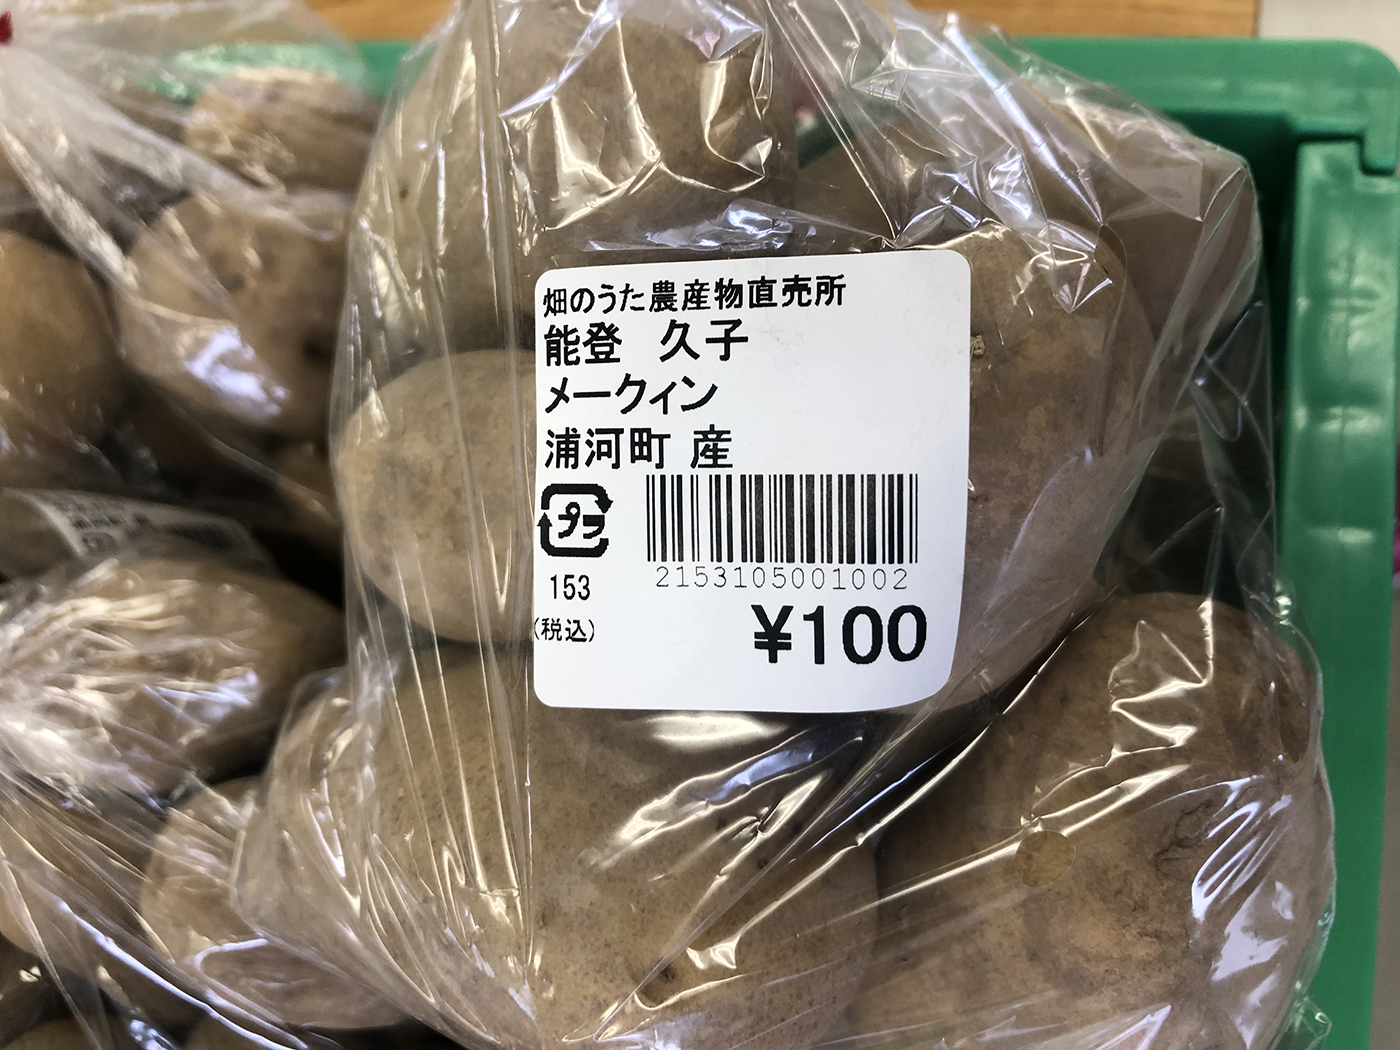 畑のうた農産物直売所
能登 久子
メークィン
浦河町 産
プラ
153
2153105001002
(税込)
¥100